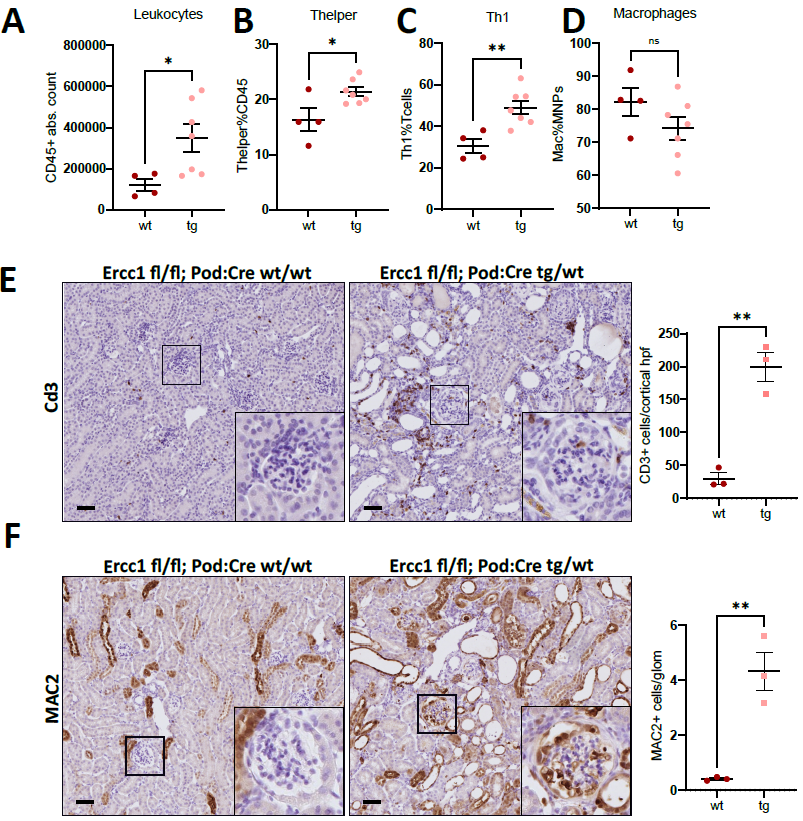 A
Leukocytes
CD45+ abs. count
800000
600000
400000
200000
0
*
wt
tg
B
Thelper
Thelper%CD45
30
20
10
0
*
wt
tg
C
Th1
Th1%Tcells
80
60
40
20
0
**
wt
tg
D
Macrophages
Mac%MNPs
100
90
80
70
60
50
ns
wt
tg
E
Ercc1 fl/fl; Pod:Cre wt/wt
Ercc1 fl/fl; Pod:Cre tg/wt
Cd3
CD3+ cells/cortical hpf
250
200
150
100
50
0
**
wt
tg
F
Ercc1 fl/fl; Pod:Cre wt/wt
Ercc1 fl/fl; Pod:Cre tg/wt
MAC2
MAC2+ cells/glom
6
4
2
0
**
wt
tg